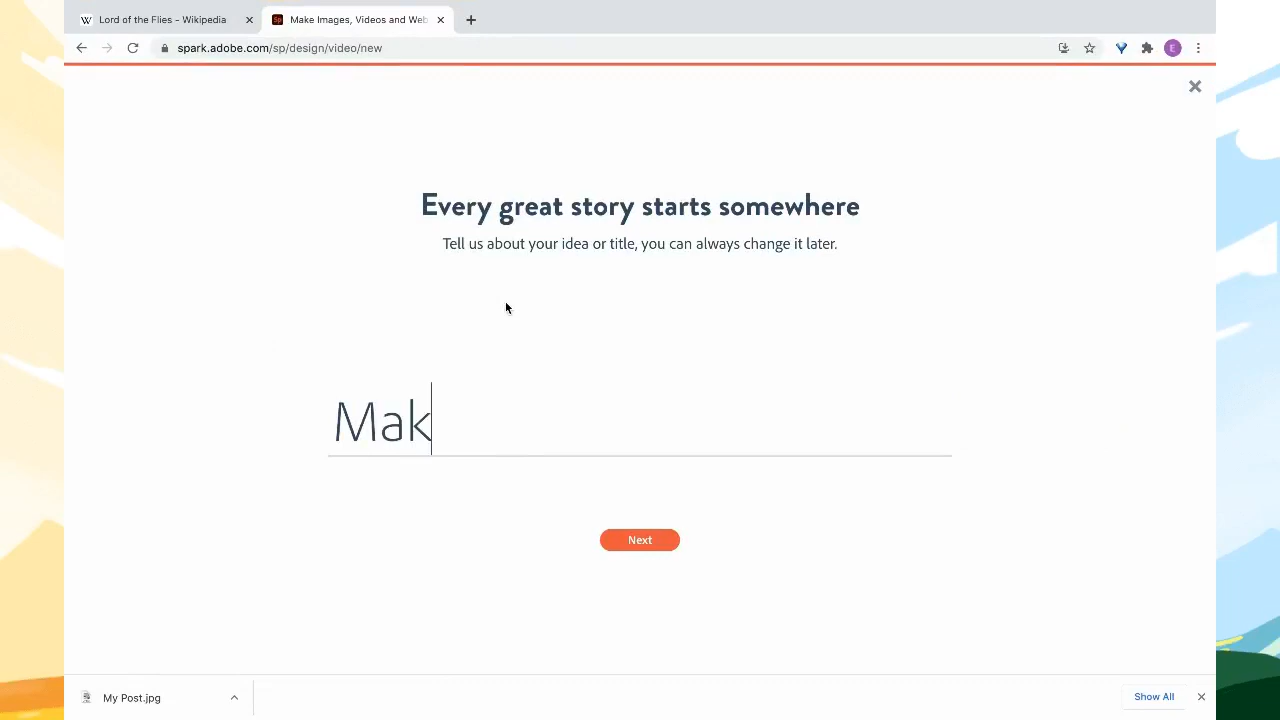 Lord of the Flies - Wikipedia
Make Images, Videos and Web
spark.adobe.com/sp/design/video/new
E
Every great story starts somewhere
Tell us about your idea or title, you can always change it later.
Mak
Next
My Post.jpg
Show All